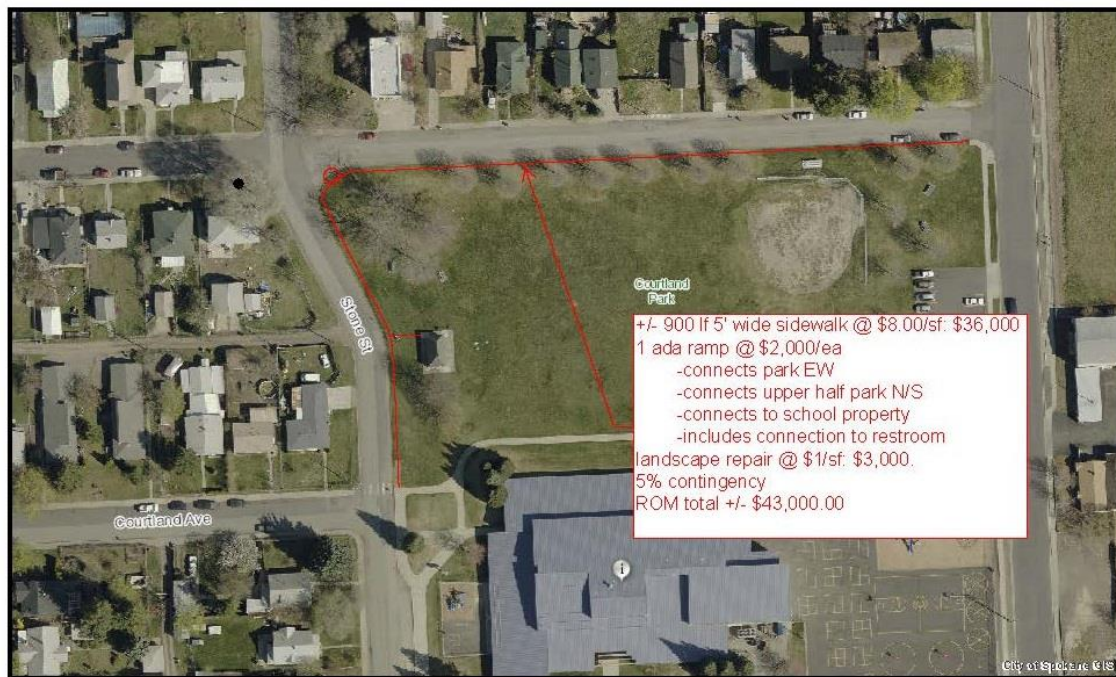 Stone St
Courtland
Park
+/- 900 lf 5' wide sidewalk @ $8.00/sf: $36,000
1 ada ramp @ $2,000/ea
-connects park EW
-connects upper half park N/S
-connects to school property
-includes connection to restroom
landscape repair @ $1/sf: $3,000.
5% contingency
ROM total +/- $43,000.00
Courtland Ave
i
City of Spokane GIS